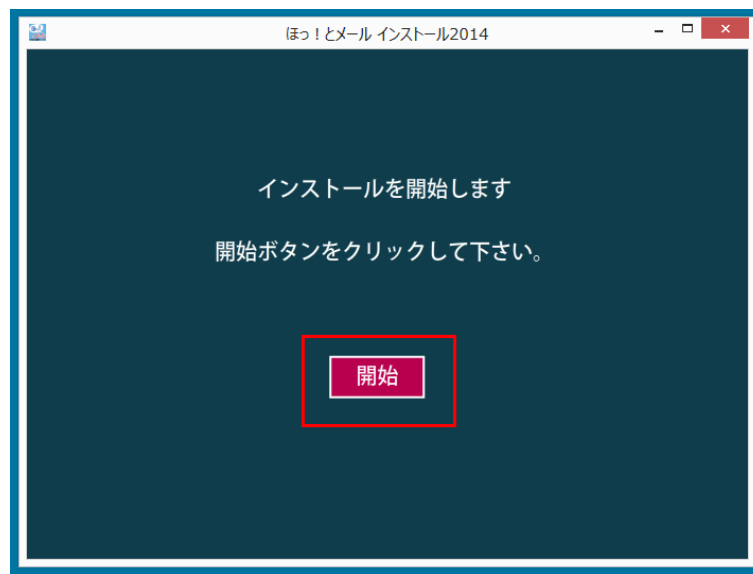 ほっ！とメール インストール2014
インストールを開始します
開始ボタンをクリックして下さい。
開始